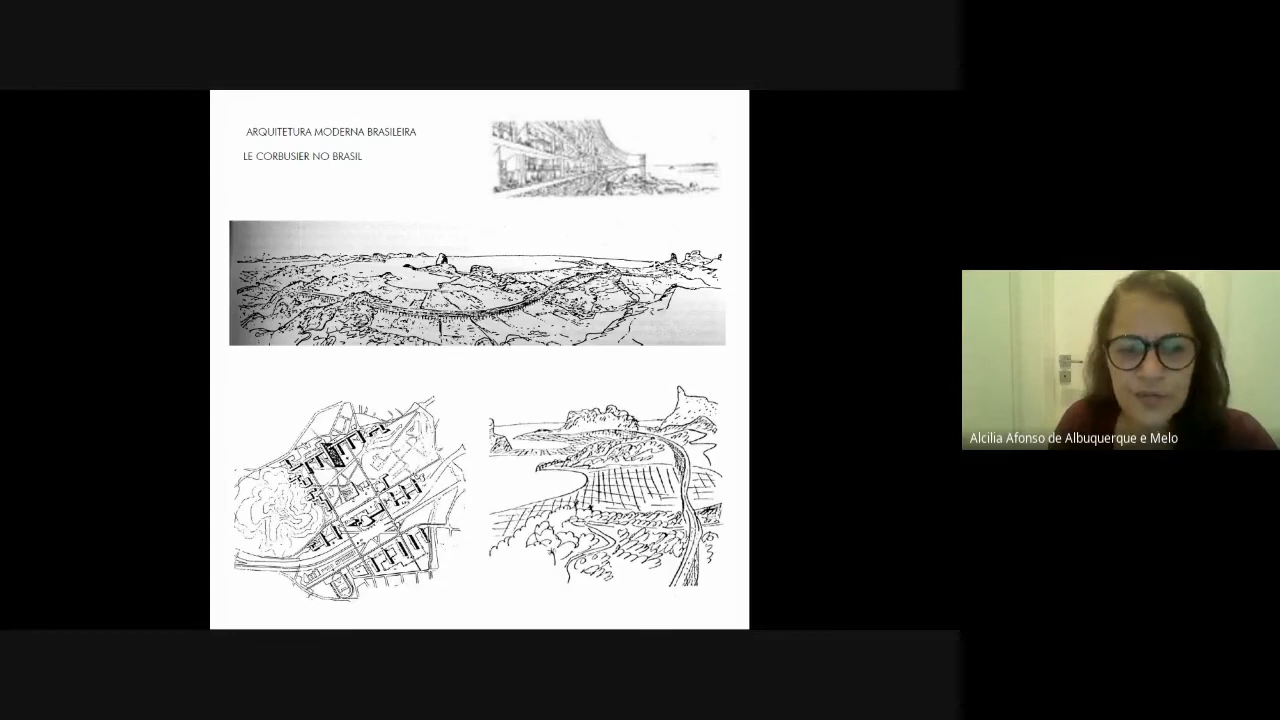 ARQUITETURA MODERNA BRASILEIRA
LE CORBUSIER NO BRASIL
Alcilia Afonso de Albuquerque e Melo